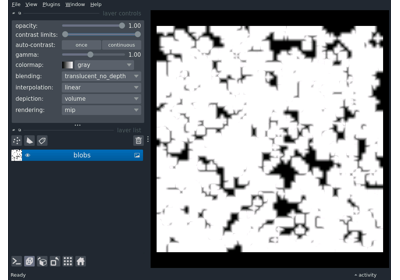 File View Plugins Window Help
layer controls
opacity: 1.00
contrast limits:
auto-contrast: once continuous
gamma: 1.00
colormap: gray
blending: translucent_no_depth
interpolation: linear
depiction: volume
rendering: mip
layer list
blobs
Ready activity